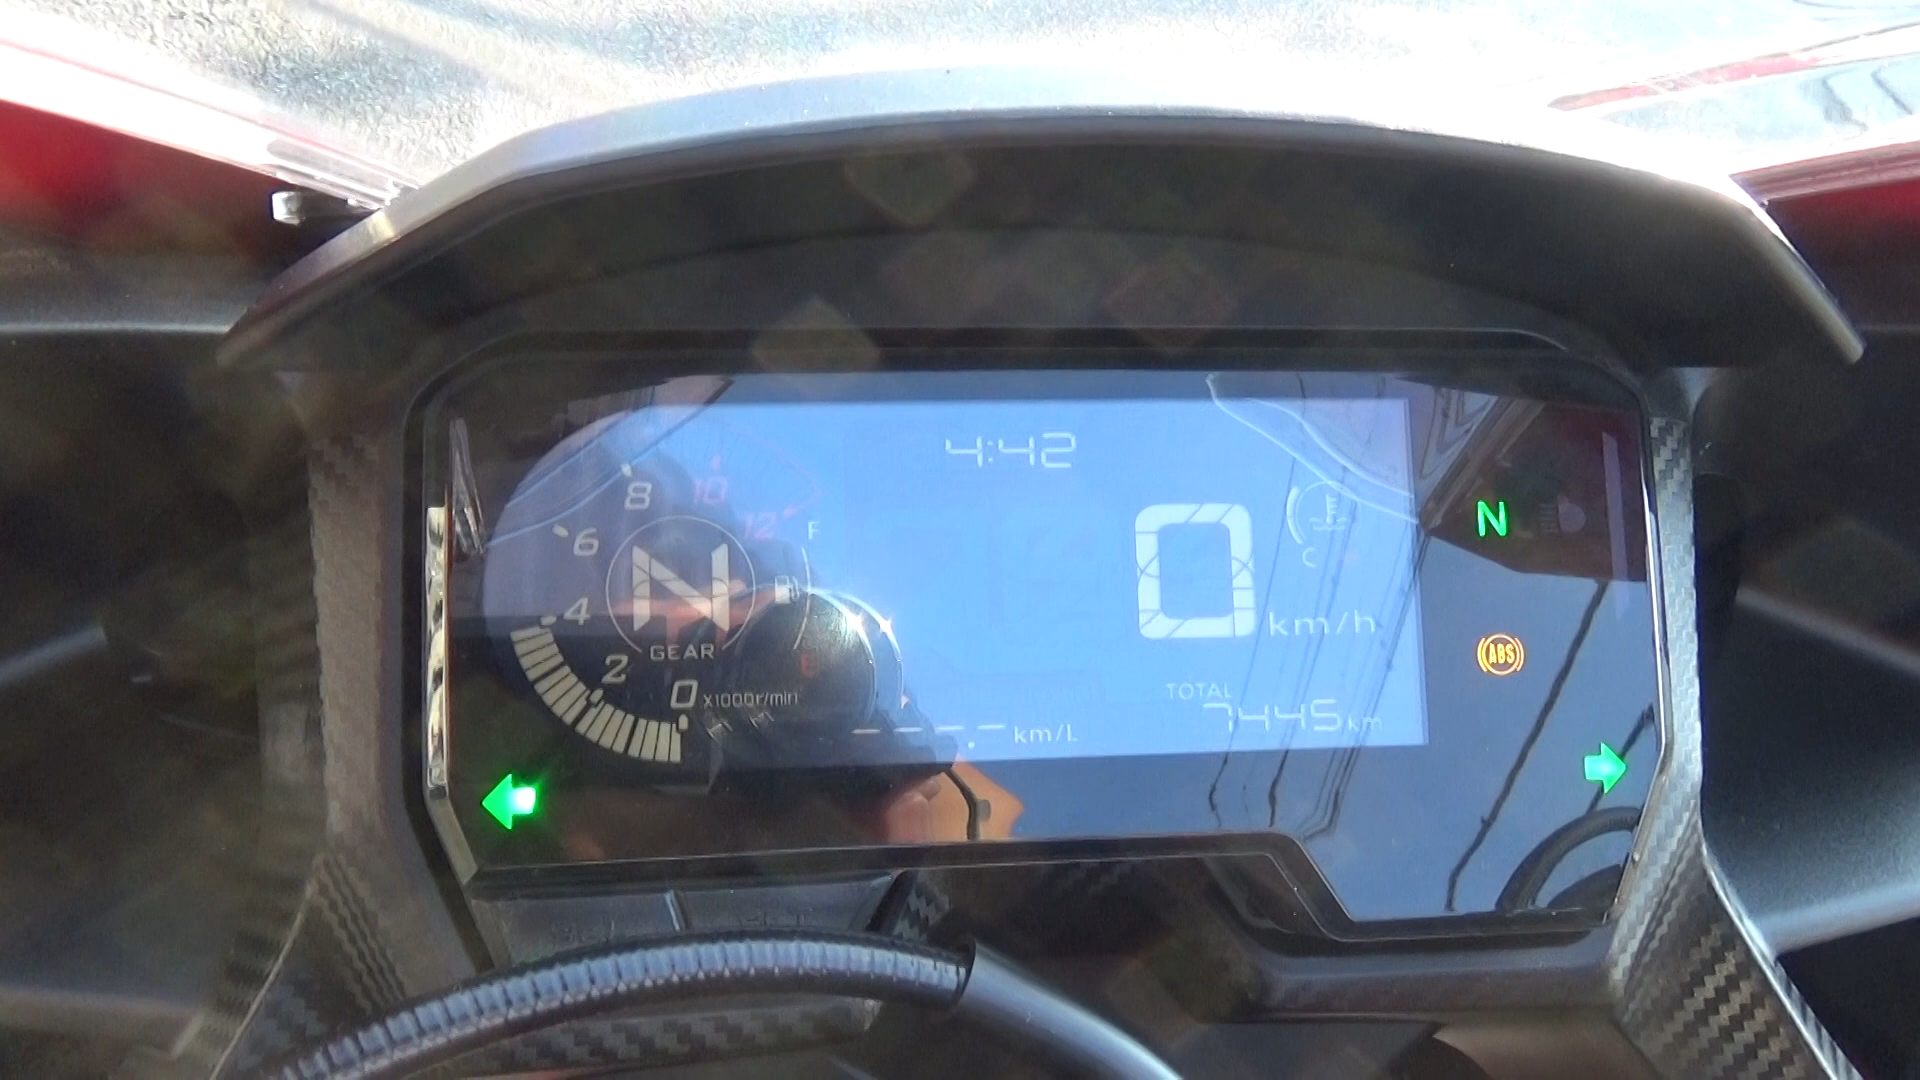 4:42
8
10
6
12
F
N
N
0
C
4
km/h
GEAR
E
ABS
2
0 x1000r/min
TOTAL
7445km
----.- km/L